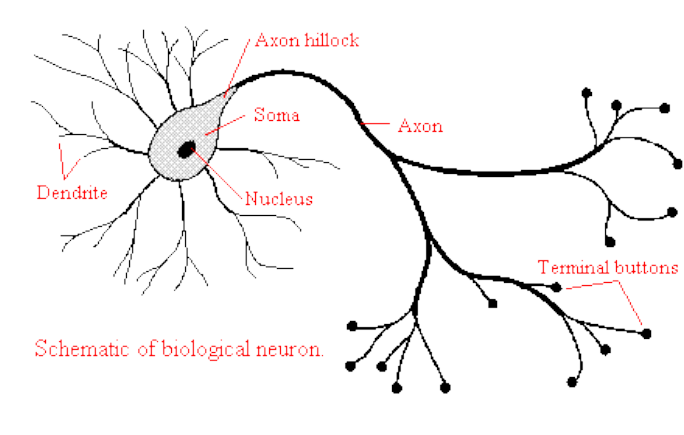 Axon hillock
Soma
Axon
Dendrite
Nucleus
Terminal buttons
Schematic of biological neuron.